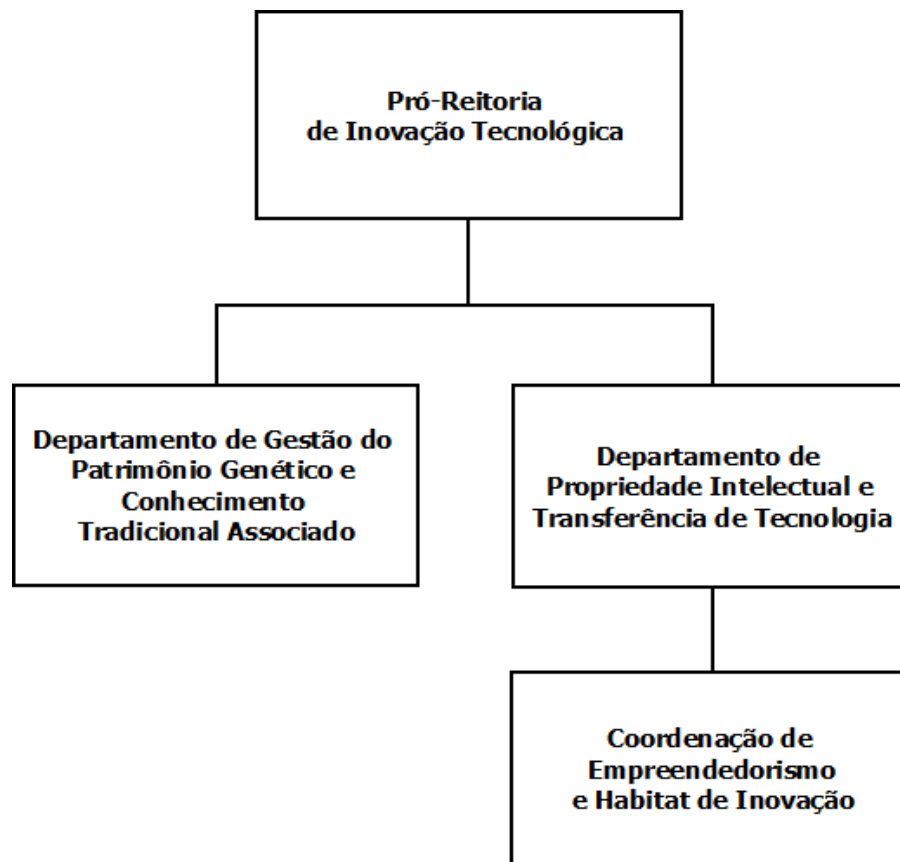 Pró-Reitoria
de Inovação Tecnológica
Departamento de Gestão do
Patrimônio Genético e
Conhecimento
Tradicional Associado
Departamento de
Propriedade Intelectual e
Transferência de Tecnologia
Coordenação de
Empreendedorismo
e Habitat de Inovação